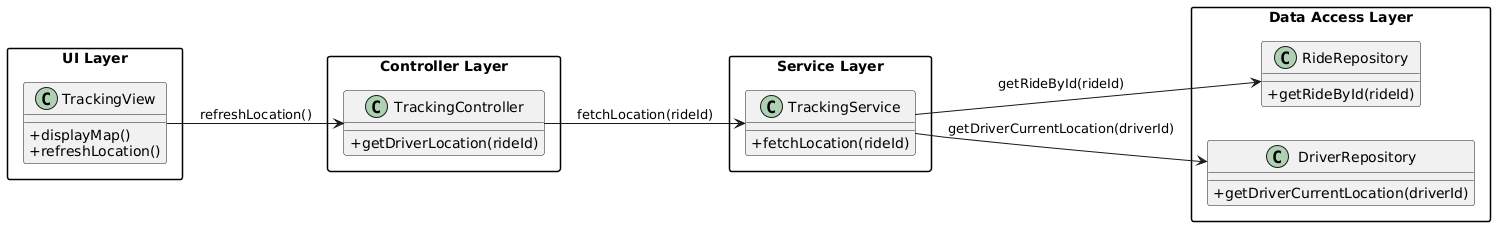 UI Layer
C TrackingView
+displayMap()
+refreshLocation()
refreshLocation()
Controller Layer
C TrackingController
+getDriverLocation(rideId)
fetchLocation(rideId)
Service Layer
C TrackingService
+fetchLocation(rideId)
getRideById(rideId)
getDriverCurrentLocation(driverId)
Data Access Layer
C RideRepository
+getRideById(rideId)
C DriverRepository
+getDriverCurrentLocation(driverId)